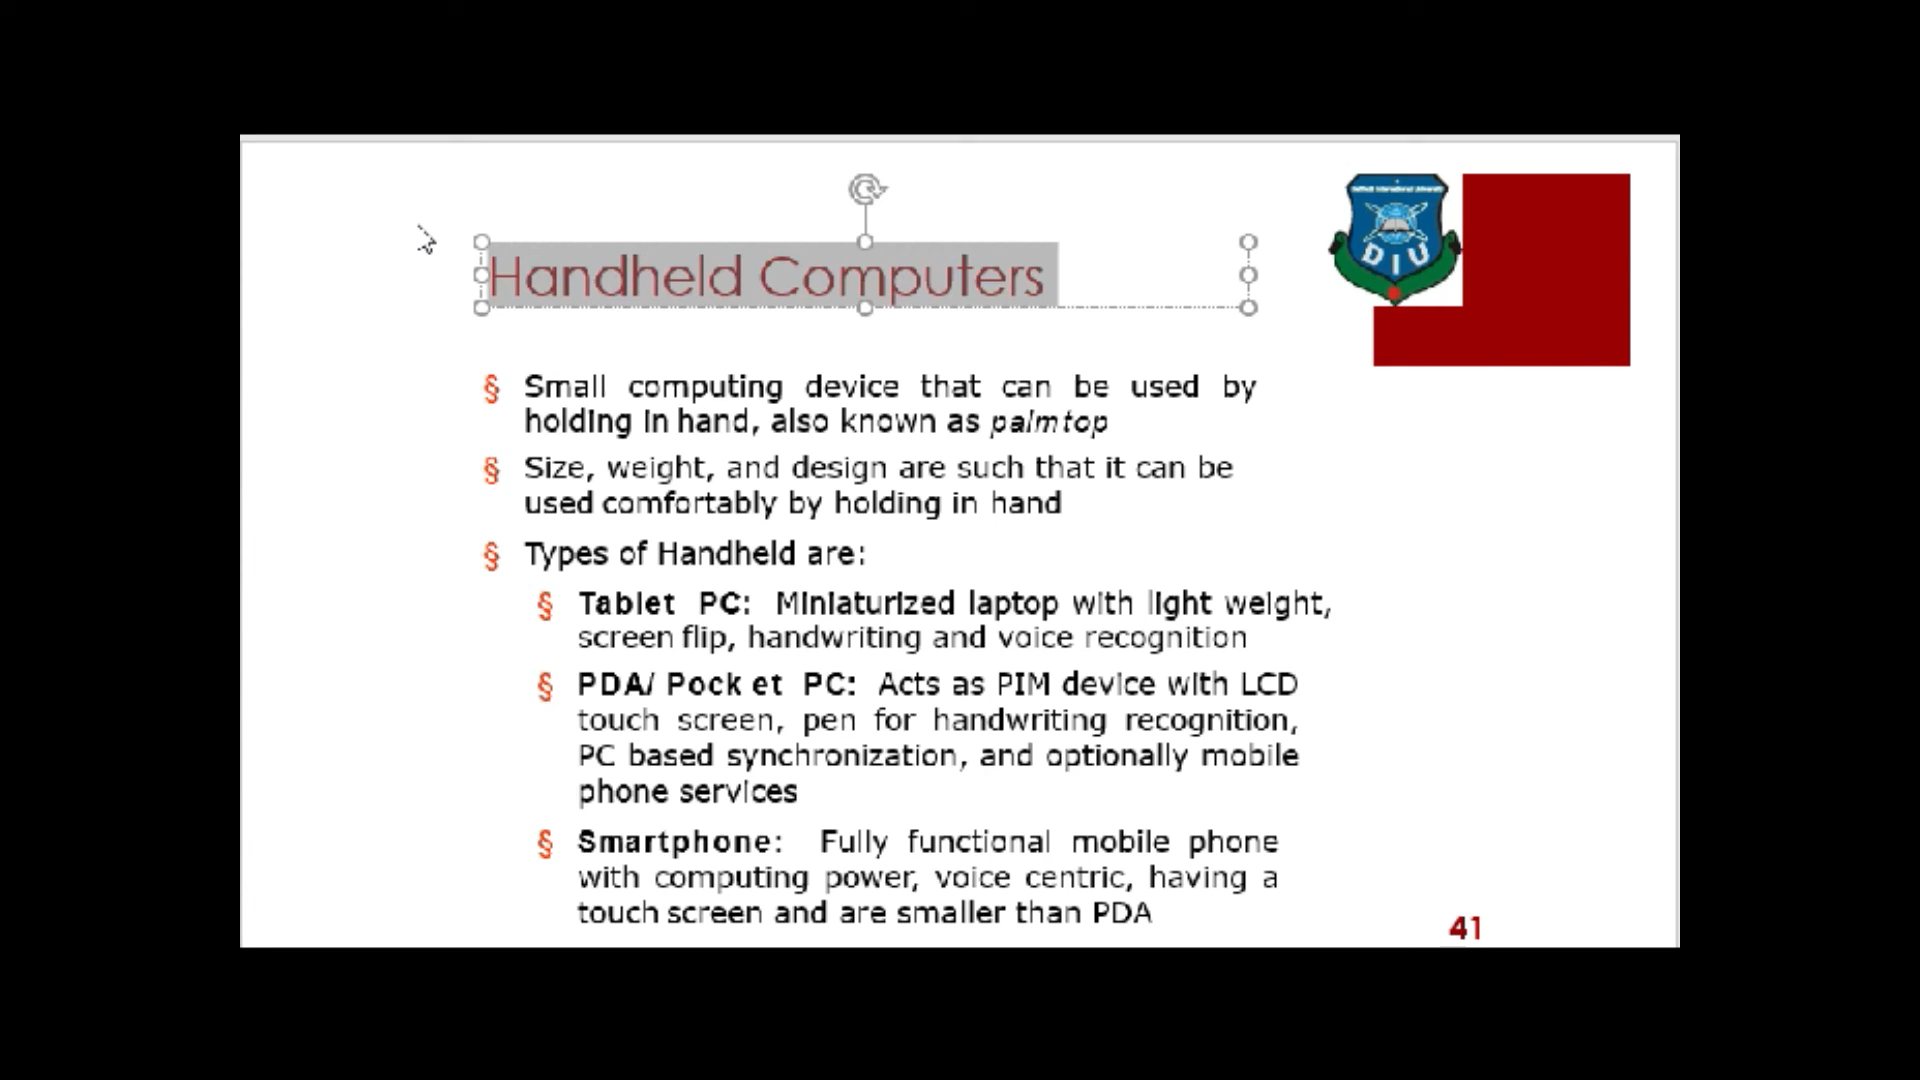 Handheld Computers
DIU
§ Small computing device that can be used by
holding in hand, also known as palmtop
§ Size, weight, and design are such that it can be
used comfortably by holding in hand
§ Types of Handheld are:
§ Tablet PC: Miniaturized laptop with light weight,
screen flip, handwriting and voice recognition
§ PDA/ Pocket PC: Acts as PIM device with LCD
touch screen, pen for handwriting recognition,
PC based synchronization, and optionally mobile
phone services
§ Smartphone: Fully functional mobile phone
with computing power, voice centric, having a
touch screen and are smaller than PDA
41